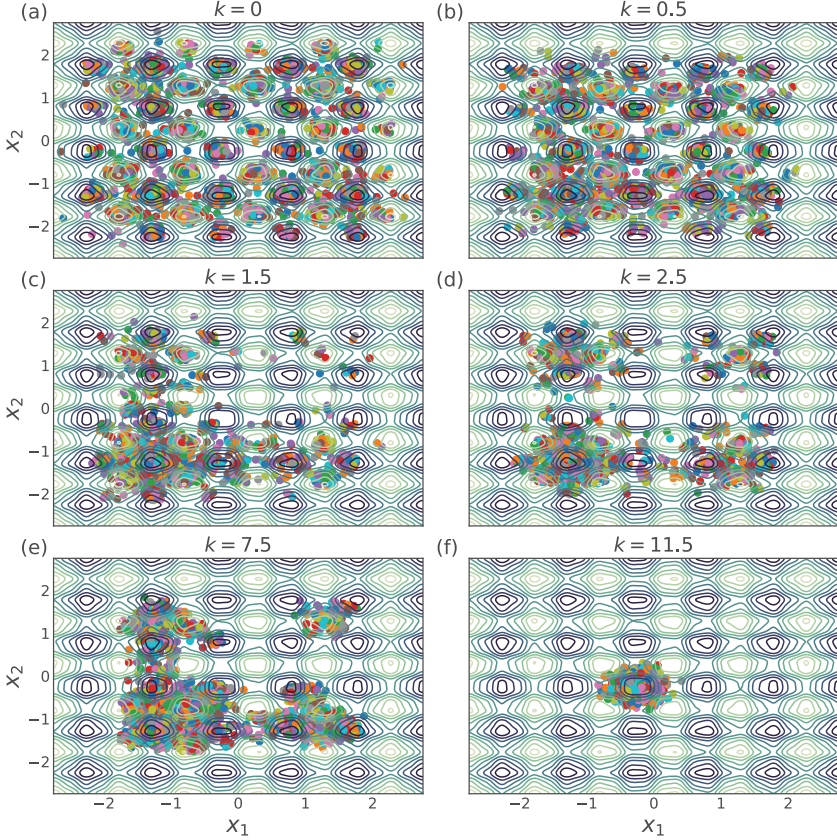 (a) k = 0
(b) k = 0.5
x₂
2
1
0
−1
−2
(c) k = 1.5
(d) k = 2.5
x₂
2
1
0
−1
−2
(e) k = 7.5
(f) k = 11.5
x₂
2
1
0
−1
−2
−2 −1 0 1 2
x₁
−2 −1 0 1 2
x₁